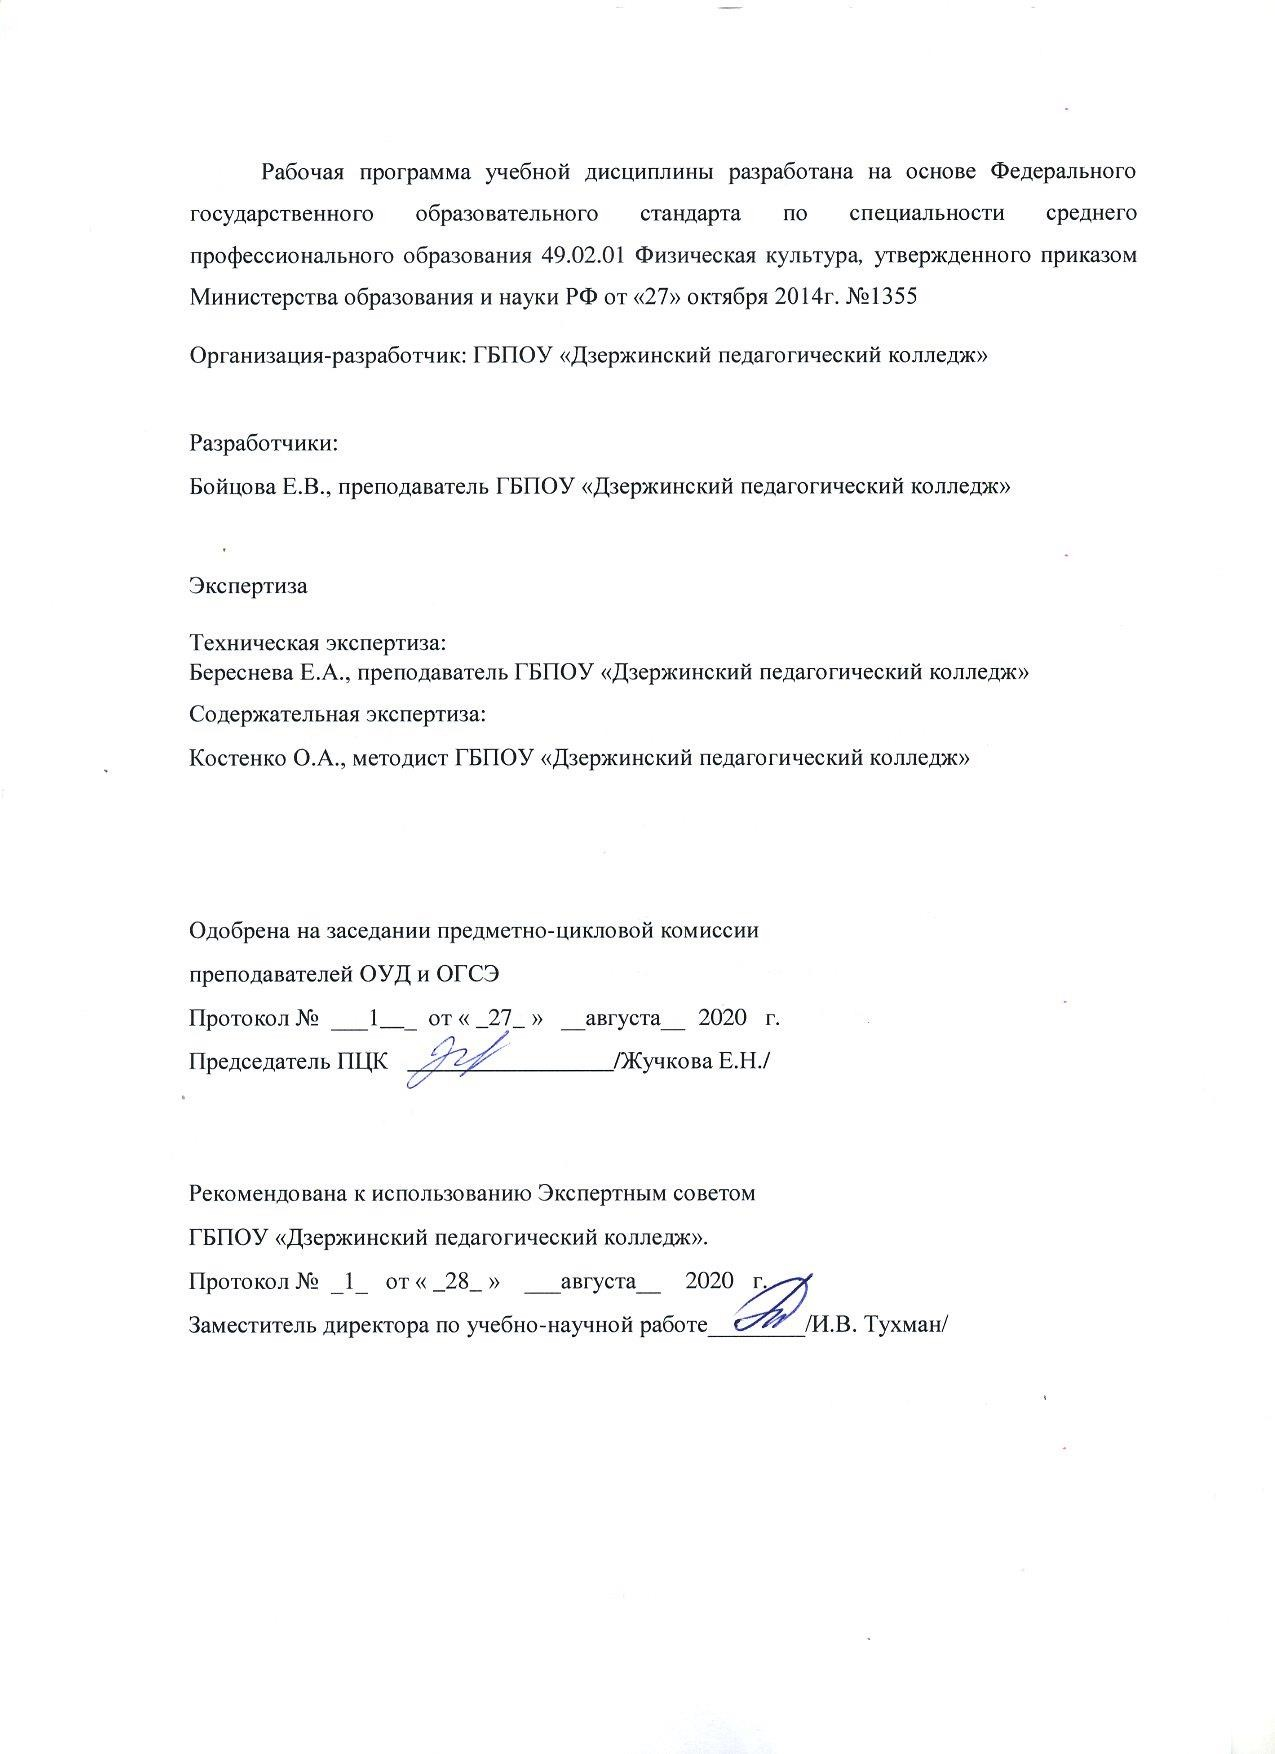 Рабочая программа учебной дисциплины разработана на основе Федерального
государственного образовательного стандарта по специальности среднего
профессионального образования 49.02.01 Физическая культура, утвержденного приказом
Министерства образования и науки РФ от «27» октября 2014г. №1355
Организация-разработчик: ГБПОУ «Дзержинский педагогический колледж»
Разработчики:
Бойцова Е.В., преподаватель ГБПОУ «Дзержинский педагогический колледж»
Экспертиза
Техническая экспертиза:
Береснева Е.А., преподаватель ГБПОУ «Дзержинский педагогический колледж»
Содержательная экспертиза:
Костенко О.А., методист ГБПОУ «Дзержинский педагогический колледж»
Одобрена на заседании предметно-цикловой комиссии
преподавателей ОУД и ОГСЭ
Протокол № ___1___ от « _27_ » __августа__ 2020 г.
Председатель ПЦК _________________/Жучкова Е.Н./
Рекомендована к использованию Экспертным советом
ГБПОУ «Дзержинский педагогический колледж».
Протокол № _1_ от « _28_ » ___августа__ 2020 г.
Заместитель директора по учебно-научной работе________/И.В. Тухман/